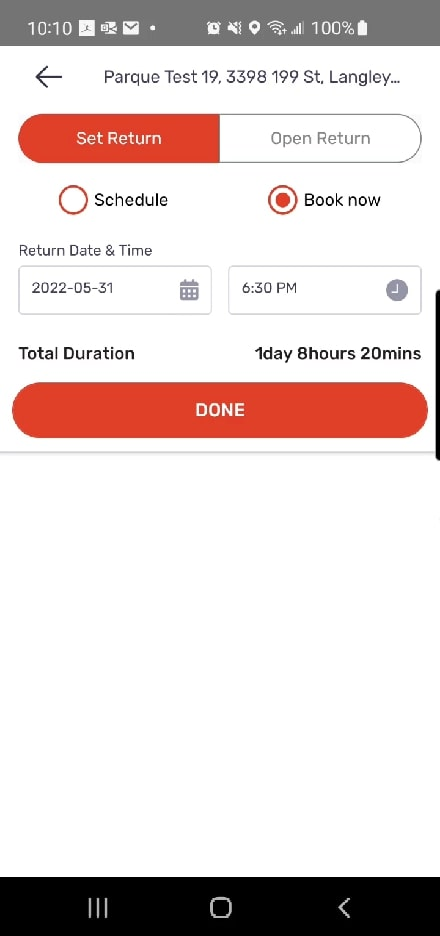 10:10 100%
Parque Test 19, 3398 199 St, Langley...
Set Return Open Return
Schedule Book now
Return Date & Time
2022-05-31 6:30 PM
Total Duration 1day 8hours 20mins
DONE